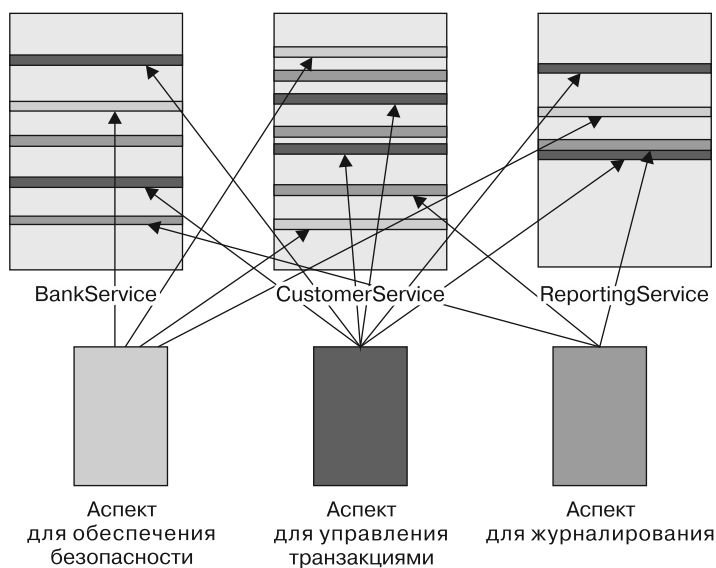 BankService
CustomerService
ReportingService
Аспект
для обеспечения
безопасности
Аспект
для управления
транзакциями
Аспект
для журналирования